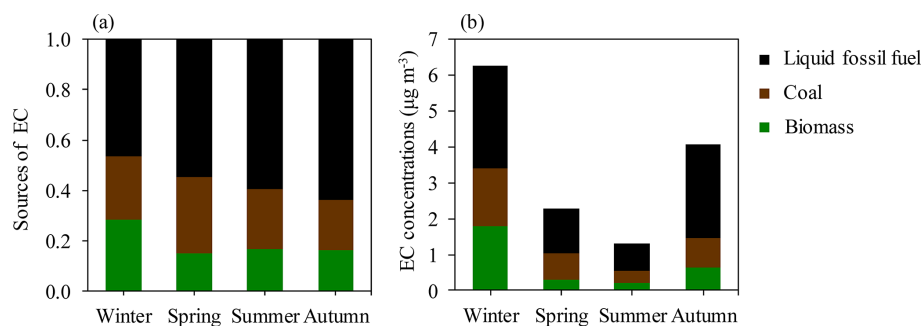 (a)
Sources of EC
1.0
0.8
0.6
0.4
0.2
0.0
Winter Spring Summer Autumn
(b)
EC concentrations (µg m⁻³)
7
6
5
4
3
2
1
0
Winter Spring Summer Autumn
Liquid fossil fuel
Coal
Biomass